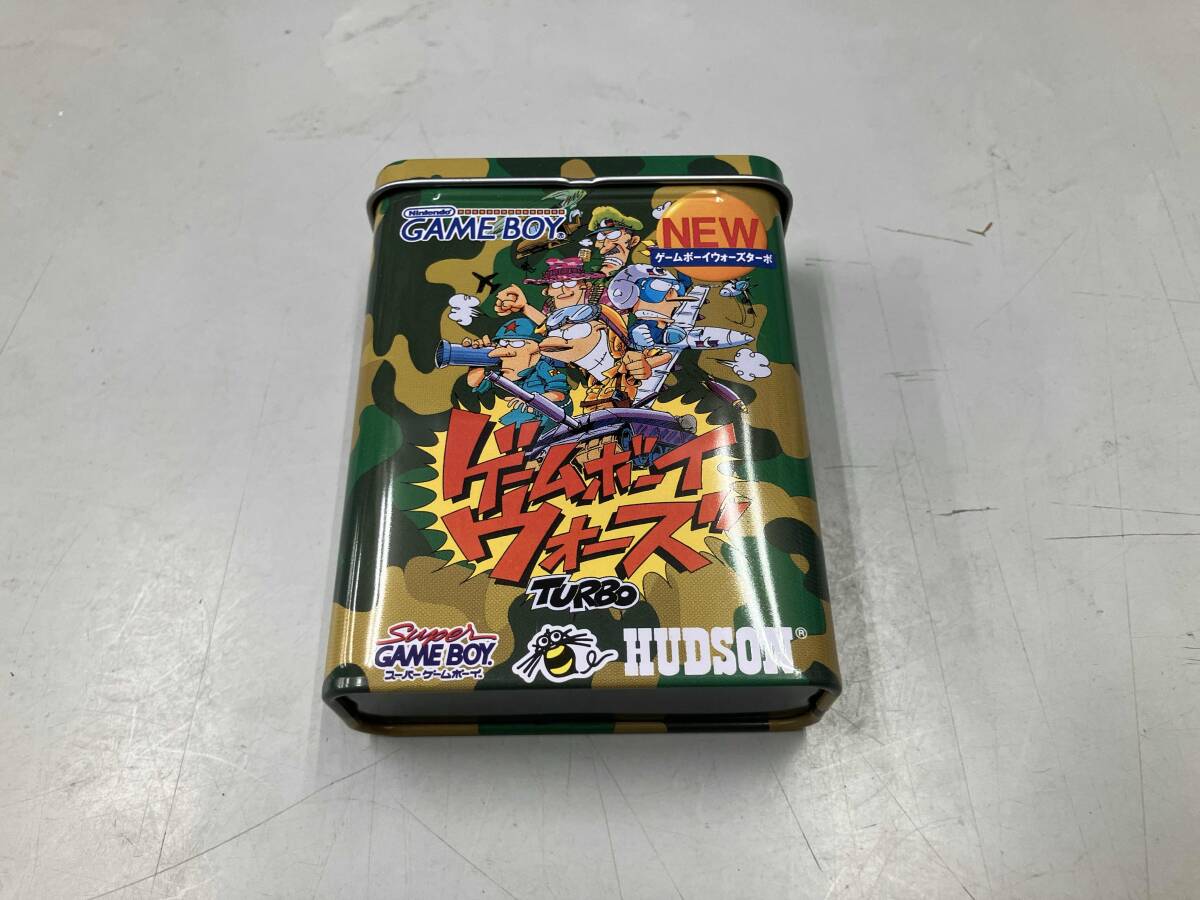 Nintendo
GAME BOY
NEW
ゲームボーイウォーズターボ
ゲームボーイ
ウォーズ
TURBO
Super
GAME BOY
スーパーゲームボーイ
HUDSON®